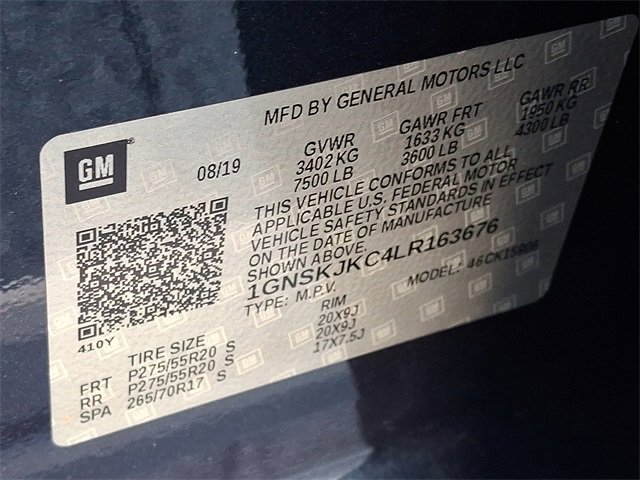 GM
08/19
MFD BY GENERAL MOTORS LLC
GVWR GAWR FRT GAWR RR
3402 KG 1633 KG 1950 KG
7500 LB 3600 LB 4300 LB
THIS VEHICLE CONFORMS TO ALL
APPLICABLE U.S. FEDERAL MOTOR
VEHICLE SAFETY STANDARDS IN EFFECT
ON THE DATE OF MANUFACTURE
SHOWN ABOVE.
1GNSKJKC4LR163676
TYPE: M.P.V. MODEL:
410Y
TIRE SIZE RIM
FRT P275/55R20 S 20X9J
RR P275/55R20 S 20X9J
SPA 265/70R17 S 17X7.5J